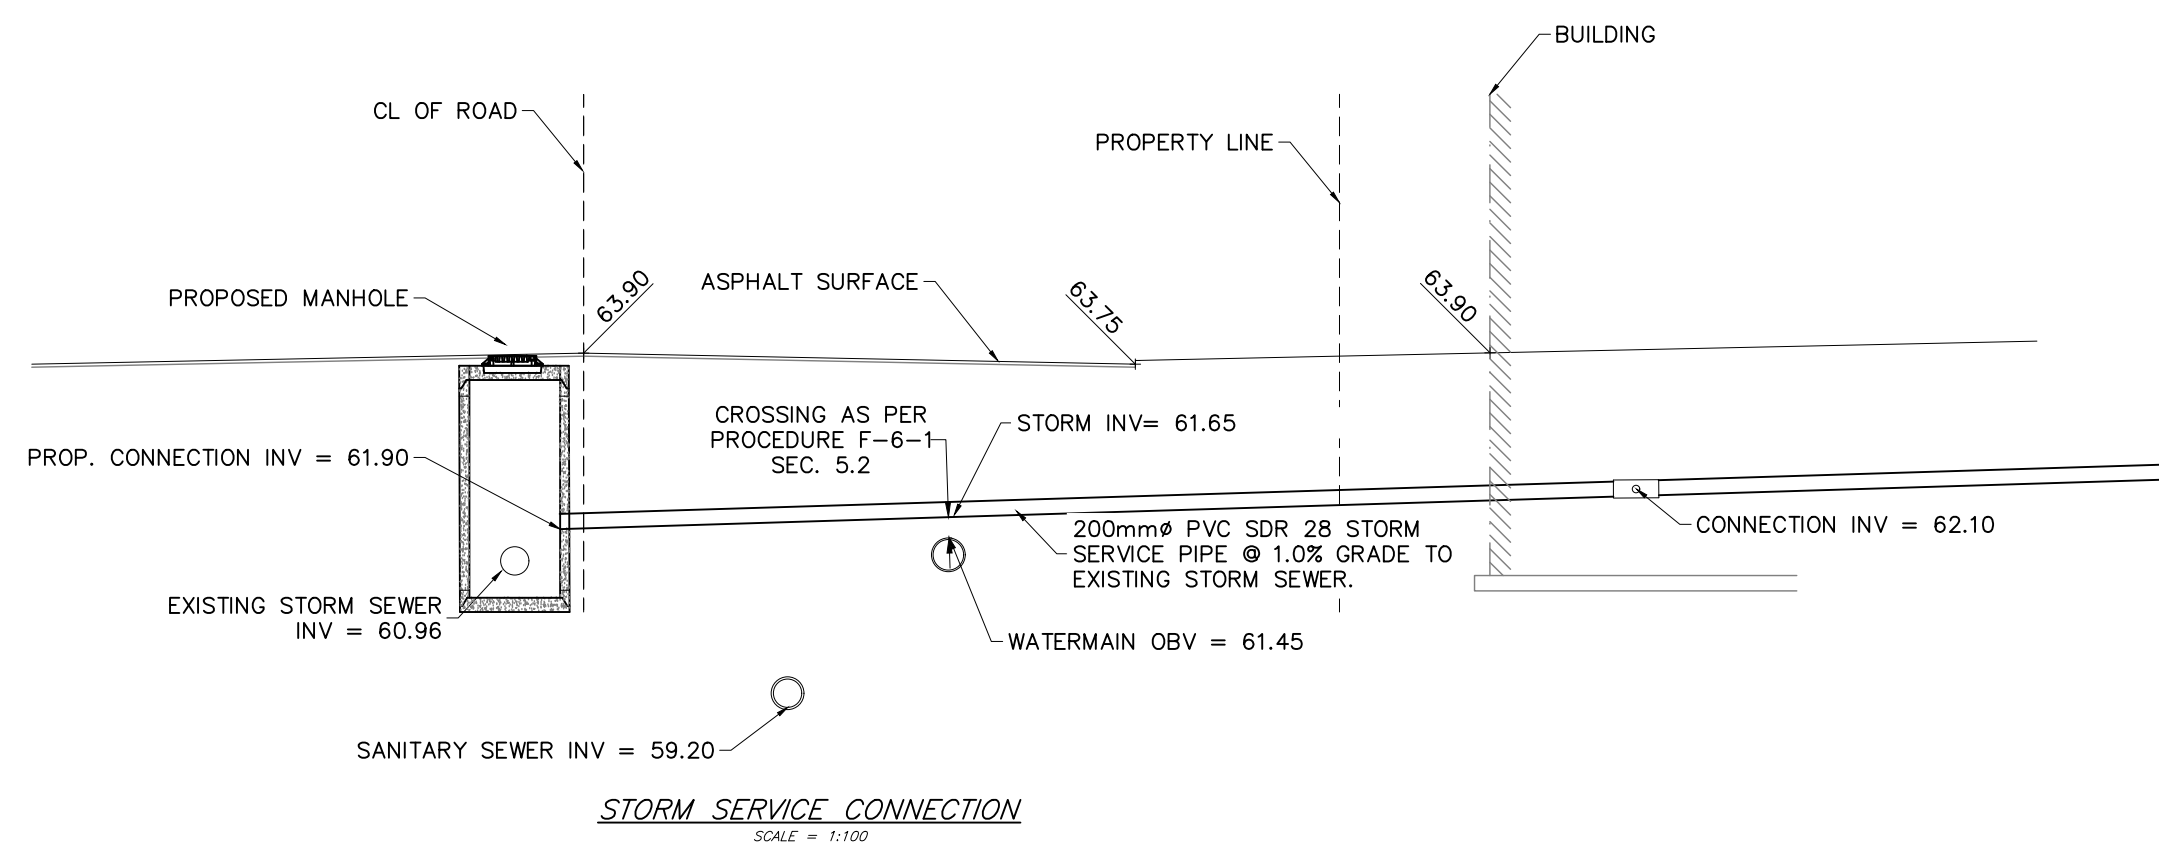 BUILDING
CL OF ROAD
PROPERTY LINE
63.90
ASPHALT SURFACE
63.75
63.90
PROPOSED MANHOLE
CROSSING AS PER
PROCEDURE F-6-1
SEC. 5.2
STORM INV= 61.65
PROP. CONNECTION INV = 61.90
200mmø PVC SDR 28 STORM
SERVICE PIPE @ 1.0% GRADE TO
EXISTING STORM SEWER.
CONNECTION INV = 62.10
EXISTING STORM SEWER
INV = 60.96
WATERMAIN OBV = 61.45
SANITARY SEWER INV = 59.20
STORM SERVICE CONNECTION
SCALE = 1:100